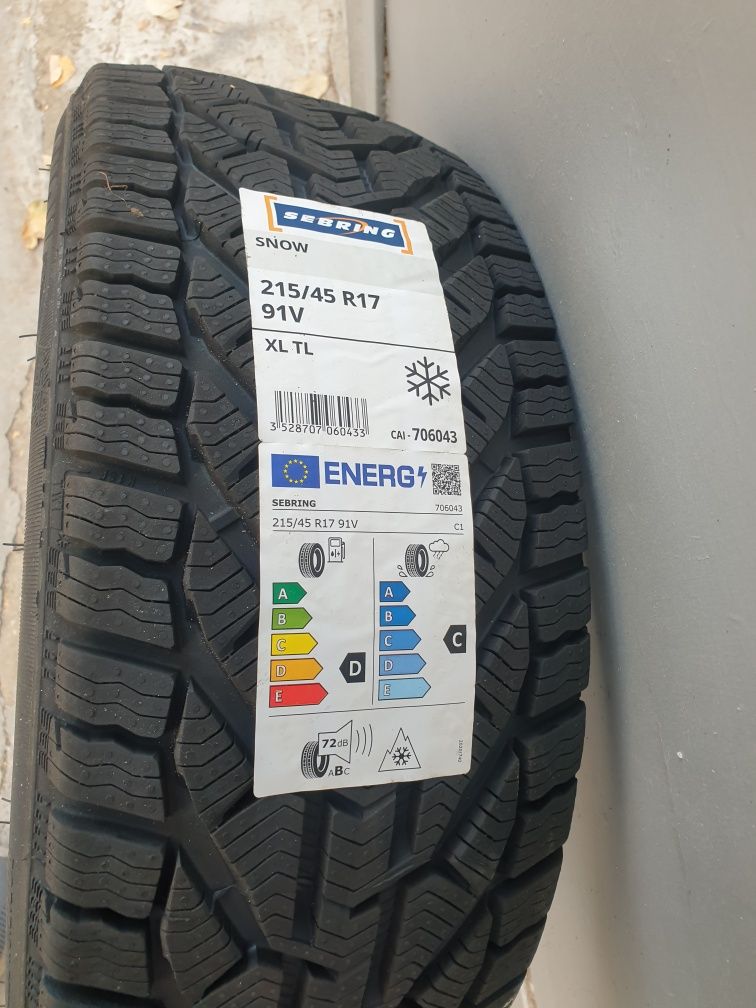 SEBRING
SNOW
215/45 R17
91V
XL TL
3 528707 060433
CAI - 706043
ENERG
SEBRING
706043
215/45 R17 91V
C1
A
B
C
D
E
D
A
B
C
D
E
C
72dB
ABC